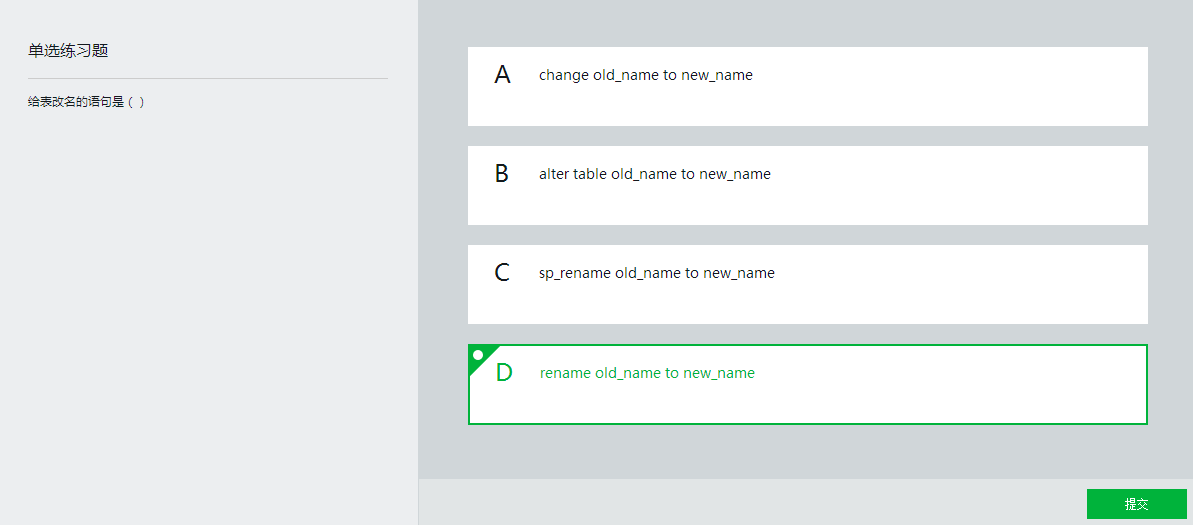 单选练习题
给表改名的语句是 ( )
A change old_name to new_name
B alter table old_name to new_name
C sp_rename old_name to new_name
D rename old_name to new_name
提交